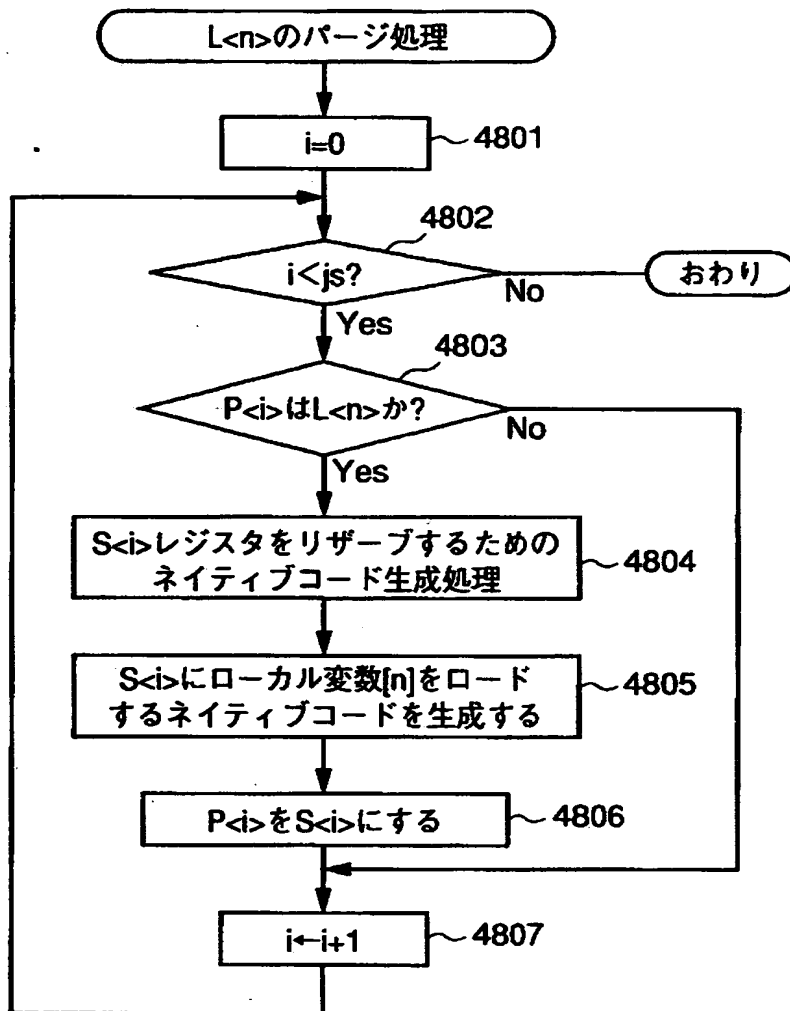 L<n>のパージ処理
i=0
4801
4802
i<js?
No
おわり
Yes
4803
P<i>はL<n>か?
No
Yes
S<i>レジスタをリザーブするための
ネイティブコード生成処理
4804
S<i>にローカル変数[n]をロード
するネイティブコードを生成する
4805
P<i>をS<i>にする
4806
i←i+1
4807